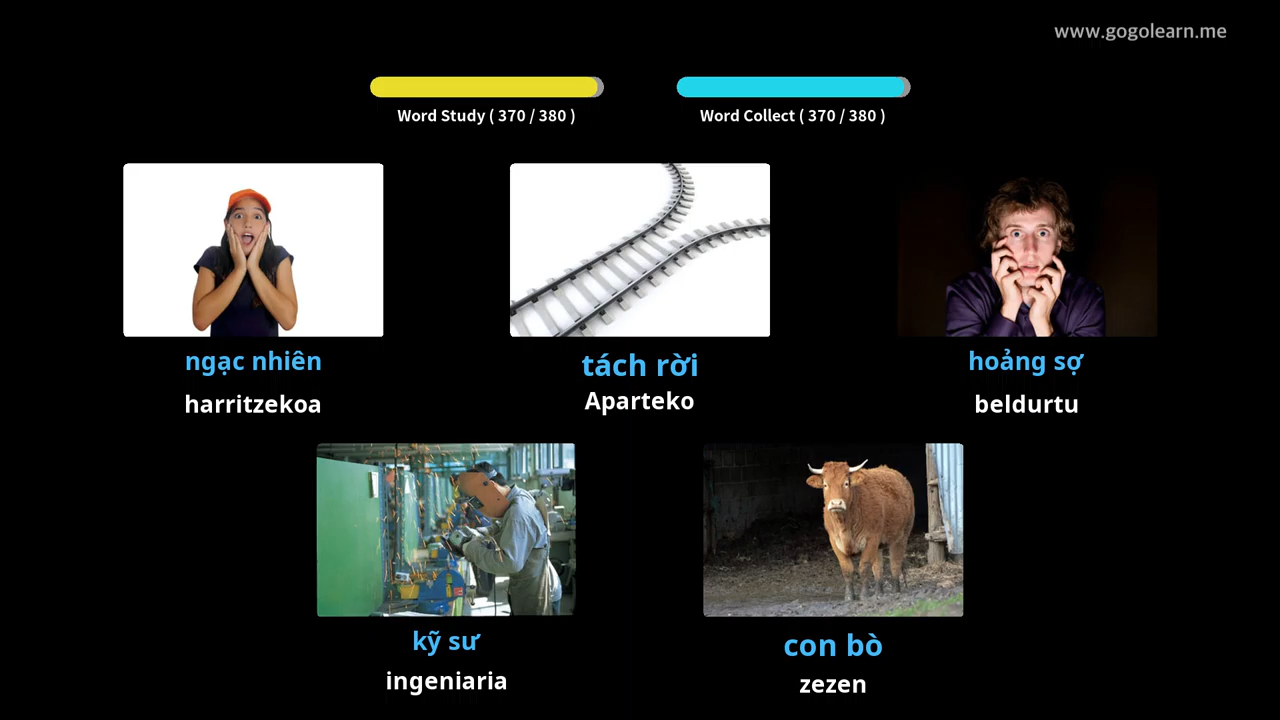 www.gogolearn.me
Word Study ( 370 / 380 )
Word Collect ( 370 / 380 )
ngạc nhiên
harritzekoa
tách rời
Aparteko
hoảng sợ
beldurtu
kỹ sư
ingeniaria
con bò
zezen